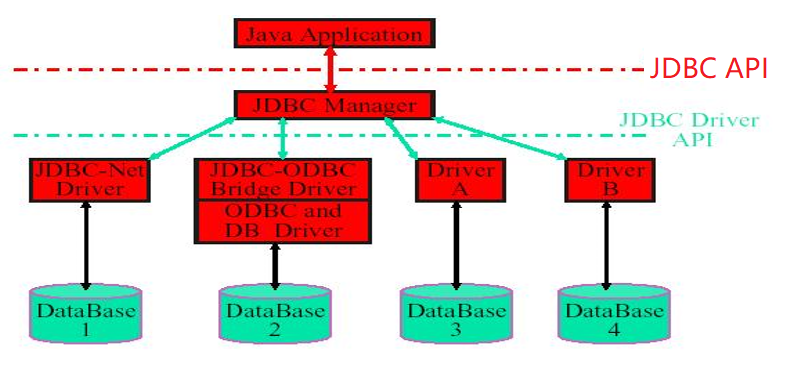 Java Application
JDBC API
JDBC Manager
JDBC Driver
API
JDBC-Net
Driver
JDBC-ODBC
Bridge Driver
ODBC and
DB Driver
Driver
A
Driver
B
DataBase
1
DataBase
2
DataBase
3
DataBase
4